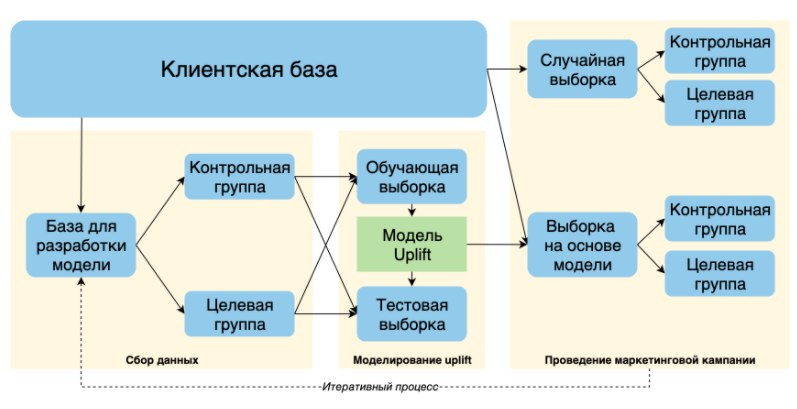 Клиентская база
Случайная
выборка
Контрольная
группа
Целевая
группа
База для
разработки
модели
Контрольная
группа
Целевая
группа
Обучающая
выборка
Модель
Uplift
Тестовая
выборка
Выборка
на основе
модели
Контрольная
группа
Целевая
группа
Сбор данных
Моделирование uplift
Проведение маркетинговой кампании
Итеративный процесс